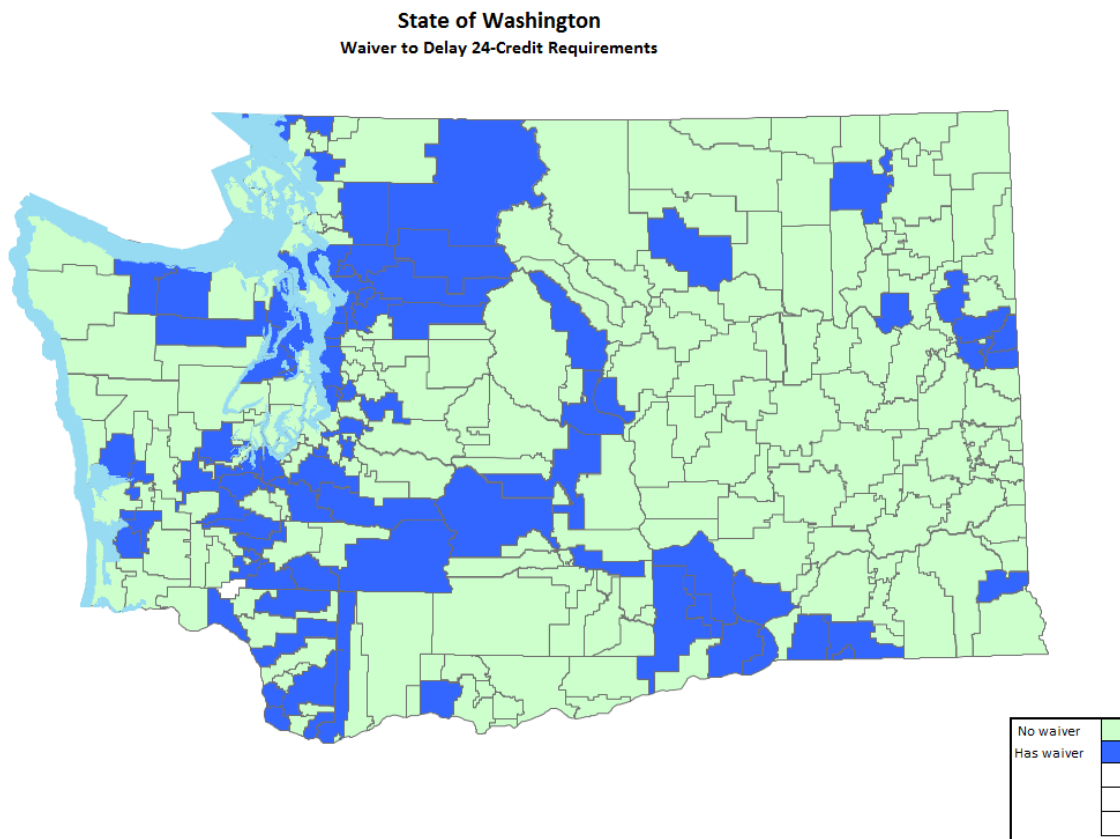 State of Washington
Waiver to Delay 24-Credit Requirements
No waiver
Has waiver